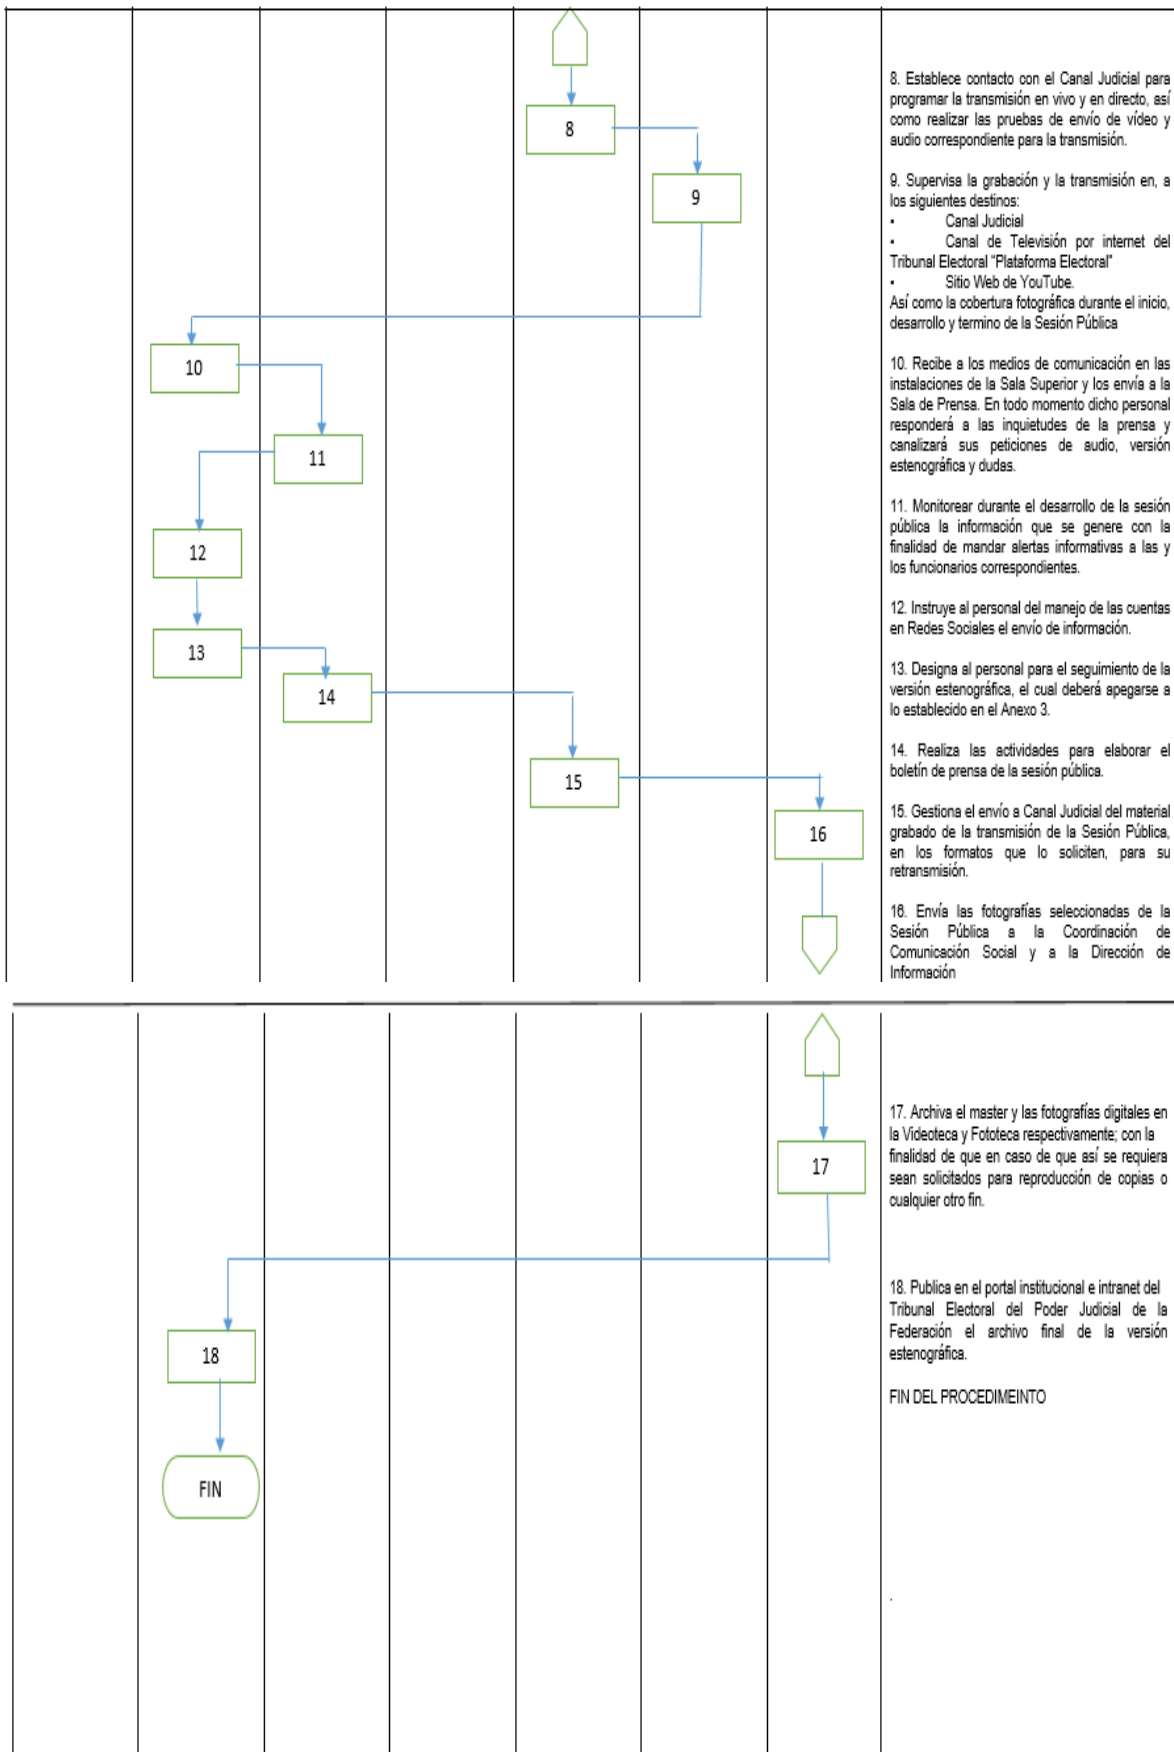 8
9
10
11
12
13
14
15
16
8. Establece contacto con el Canal Judicial para
programar la transmisión en vivo y en directo, así
como realizar las pruebas de envío de vídeo y
audio correspondiente para la transmisión.
9. Supervisa la grabación y la transmisión en, a
los siguientes destinos:
▪ Canal Judicial
▪ Canal de Televisión por internet del
Tribunal Electoral "Plataforma Electoral"
▪ Sitio Web de YouTube.
Así como la cobertura fotográfica durante el inicio,
desarrollo y termino de la Sesión Pública
10. Recibe a los medios de comunicación en las
instalaciones de la Sala Superior y los envía a la
Sala de Prensa. En todo momento dicho personal
responderá a las inquietudes de la prensa y
canalizará sus peticiones de audio, versión
estenográfica y dudas.
11. Monitorear durante el desarrollo de la sesión
pública la información que se genere con la
finalidad de mandar alertas informativas a las y
los funcionarios correspondientes.
12. Instruye al personal del manejo de las cuentas
en Redes Sociales el envío de información.
13. Designa al personal para el seguimiento de la
versión estenográfica, el cual deberá apegarse a
lo establecido en el Anexo 3.
14. Realiza las actividades para elaborar el
boletín de prensa de la sesión pública.
15. Gestiona el envío a Canal Judicial del material
grabado de la transmisión de la Sesión Pública,
en los formatos que lo soliciten, para su
retransmisión.
16. Envía las fotografías seleccionadas de la
Sesión Pública a la Coordinación de
Comunicación Social y a la Dirección de
Información
17
18
FIN
17. Archiva el master y las fotografías digitales en
la Videoteca y Fototeca respectivamente; con la
finalidad de que en caso de que así se requiera
sean solicitados para reproducción de copias o
cualquier otro fin.
18. Publica en el portal institucional e intranet del
Tribunal Electoral del Poder Judicial de la
Federación el archivo final de la versión
estenográfica.
FIN DEL PROCEDIMEINTO
.